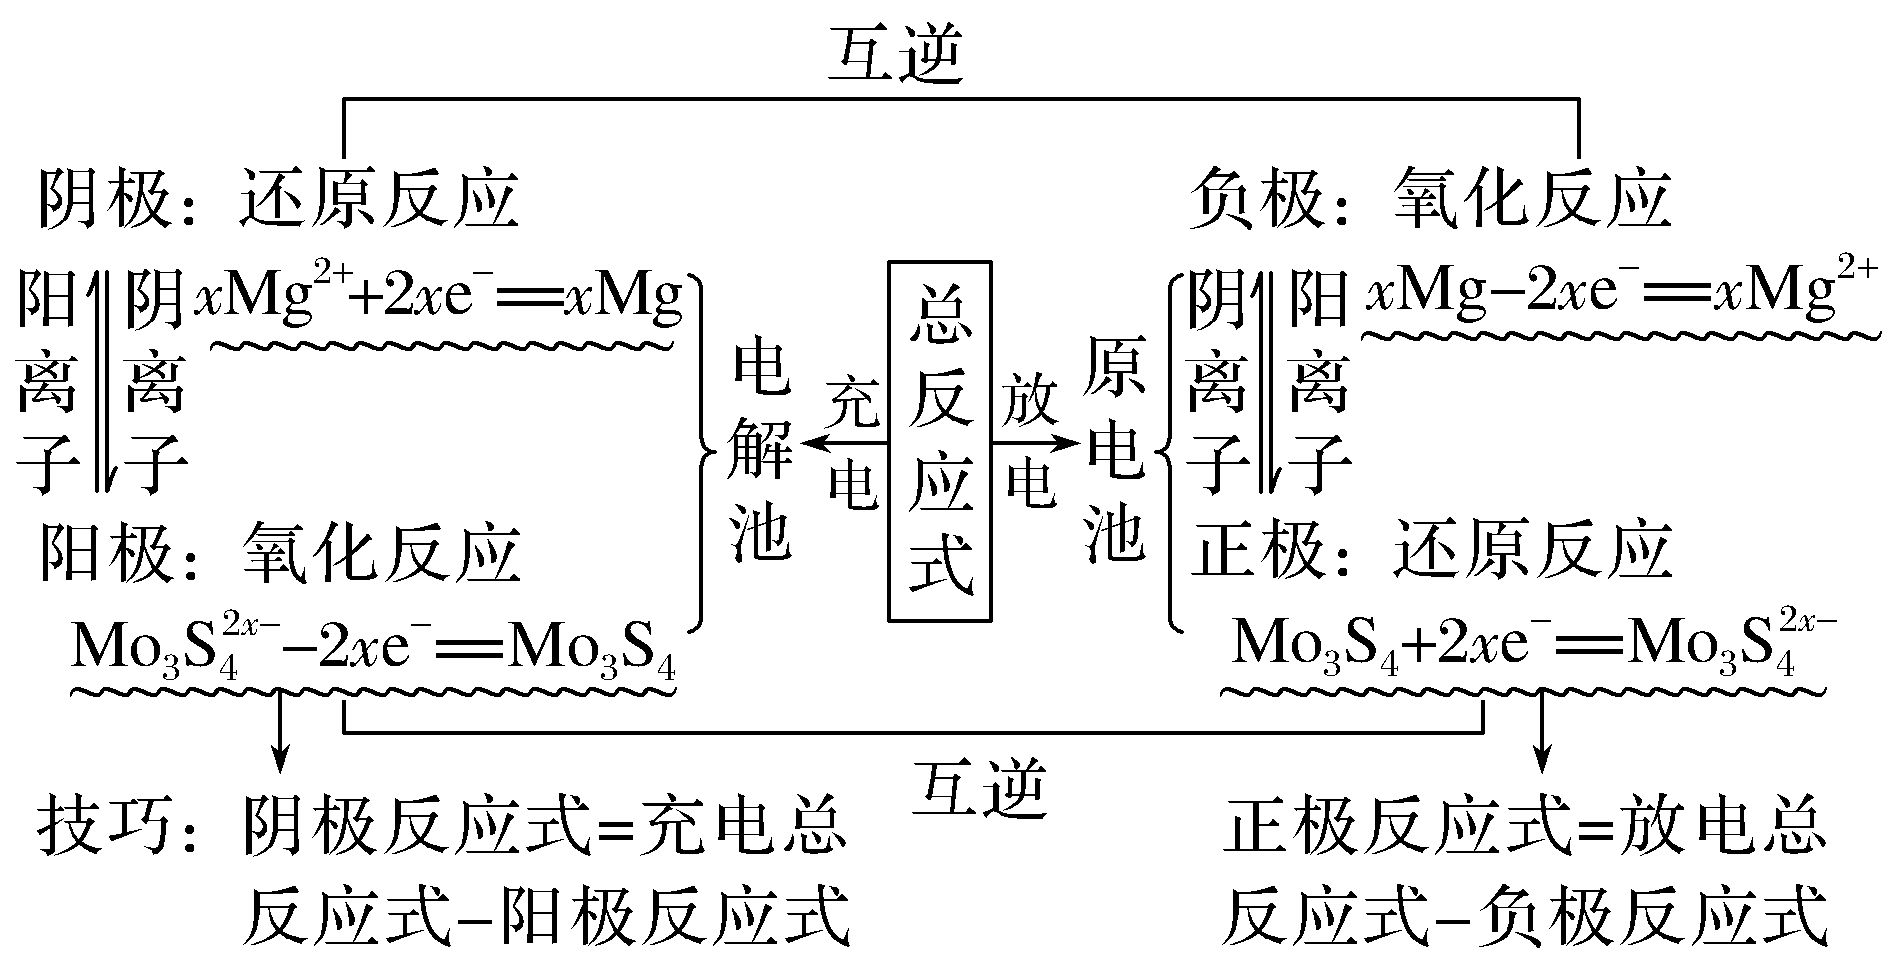 互逆
阴极：还原反应
阳离子
阴离子
xMg²⁺+2xe⁻══xMg
阳极：氧化反应
Mo₃S₄²ˣ⁻-2xe⁻══Mo₃S₄
电解池
充电
总反应式
放电
原电池
负极：氧化反应
阴离子
阳离子
xMg-2xe⁻══xMg²⁺
正极：还原反应
Mo₃S₄+2xe⁻══Mo₃S₄²ˣ⁻
互逆
技巧：阴极反应式=充电总
反应式-阳极反应式
正极反应式=放电总
反应式-负极反应式